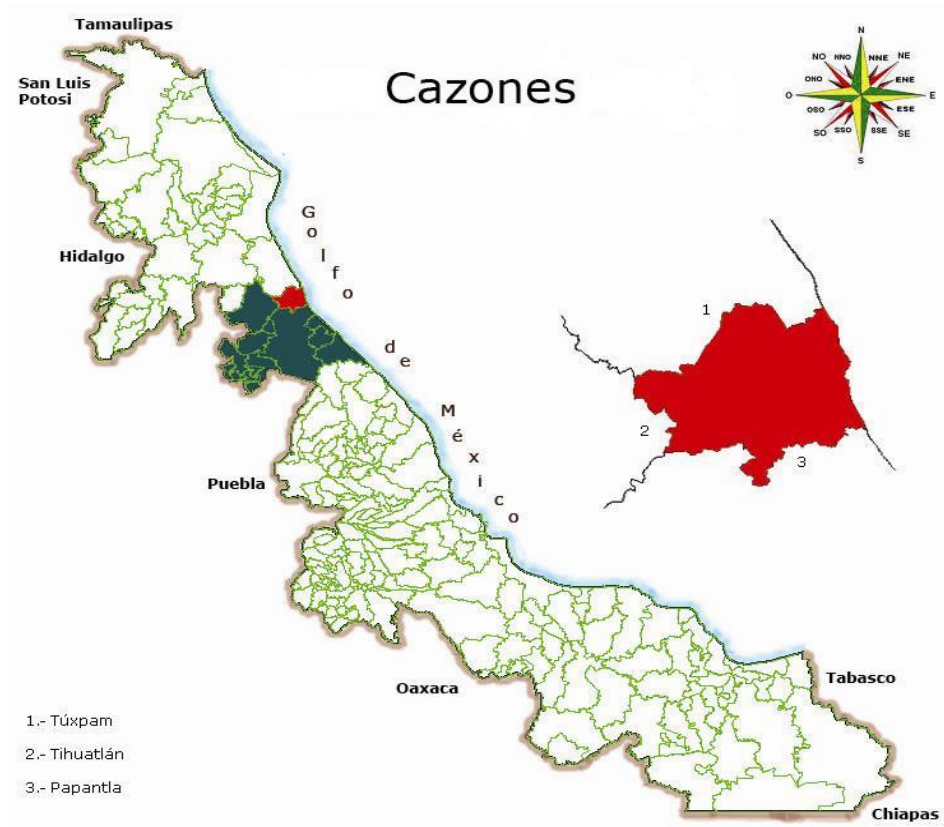 Tamaulipas
San Luis
Potosi
Cazones
N
NO NNO NNE NE
ONO ENE
O E
OSO ESE
SO SSO SSE SE
S
Golfo
de
México
Hidalgo
1
2
3
Puebla
Oaxaca
Tabasco
Chiapas
1.- Túxpam
2.- Tihuatlán
3.- Papantla